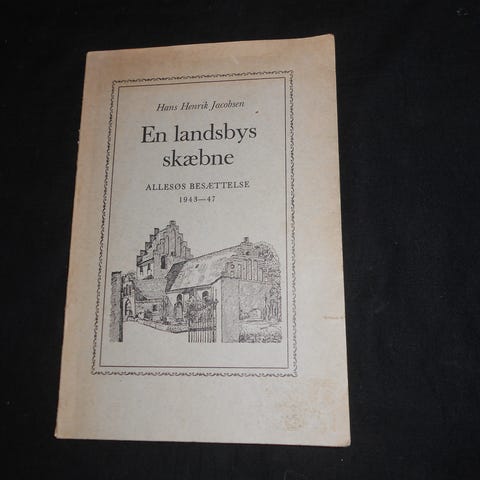 Hans Henrik Jacobsen
En landsbys
skæbne
ALLESØS BESÆTTELSE
1943—47